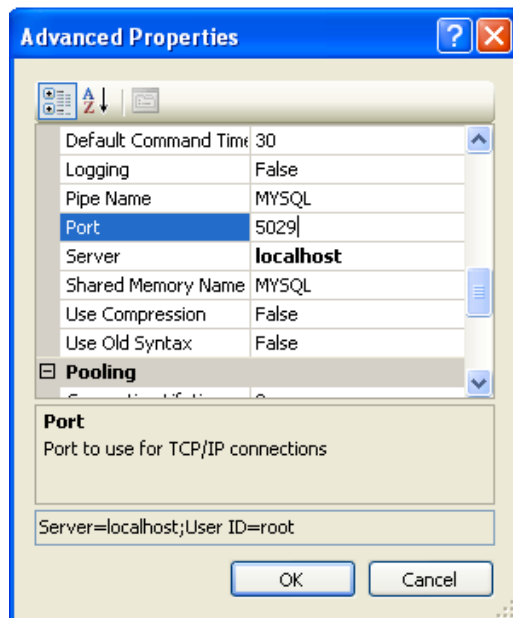 Advanced Properties
Default Command Time 30
Logging False
Pipe Name MYSQL
Port 5029
Server localhost
Shared Memory Name MYSQL
Use Compression False
Use Old Syntax False
Pooling
Port
Port to use for TCP/IP connections
Server=localhost;User ID=root
OK Cancel